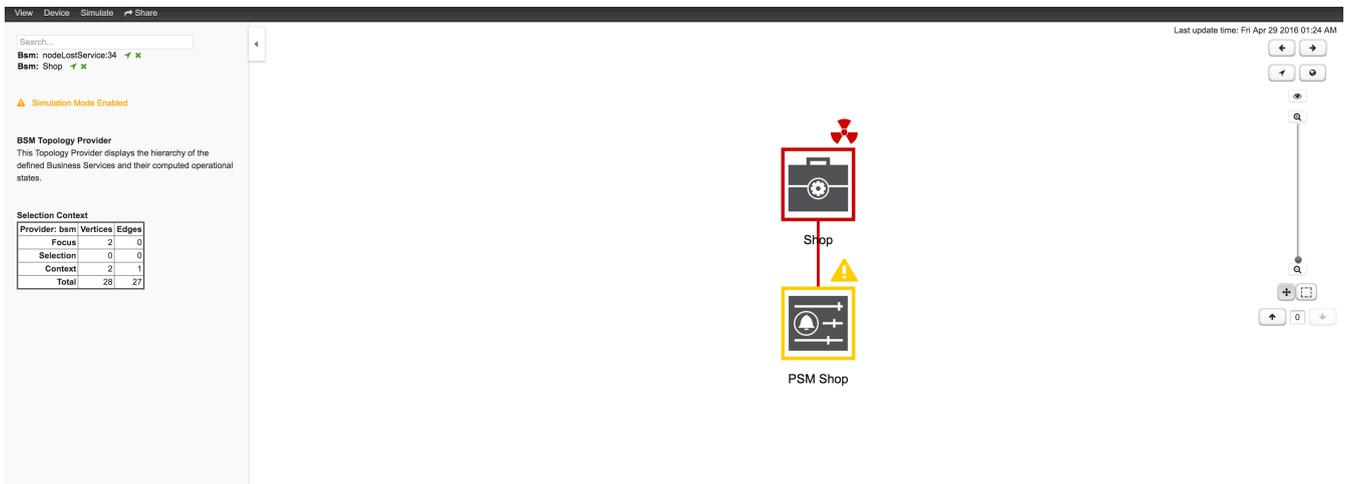 View Device Simulate Share
Last update time: Fri Apr 29 2016 01:24 AM
Search...
Bsm: nodeLostService:34
Bsm: Shop
Simulation Mode Enabled
BSM Topology Provider
This Topology Provider displays the hierarchy of the
defined Business Services and their computed operational
states.
Selection Context
Provider: bsm Vertices Edges
Focus 2 0
Selection 0 0
Context 2 1
Total 28 27
Shop
PSM Shop
0